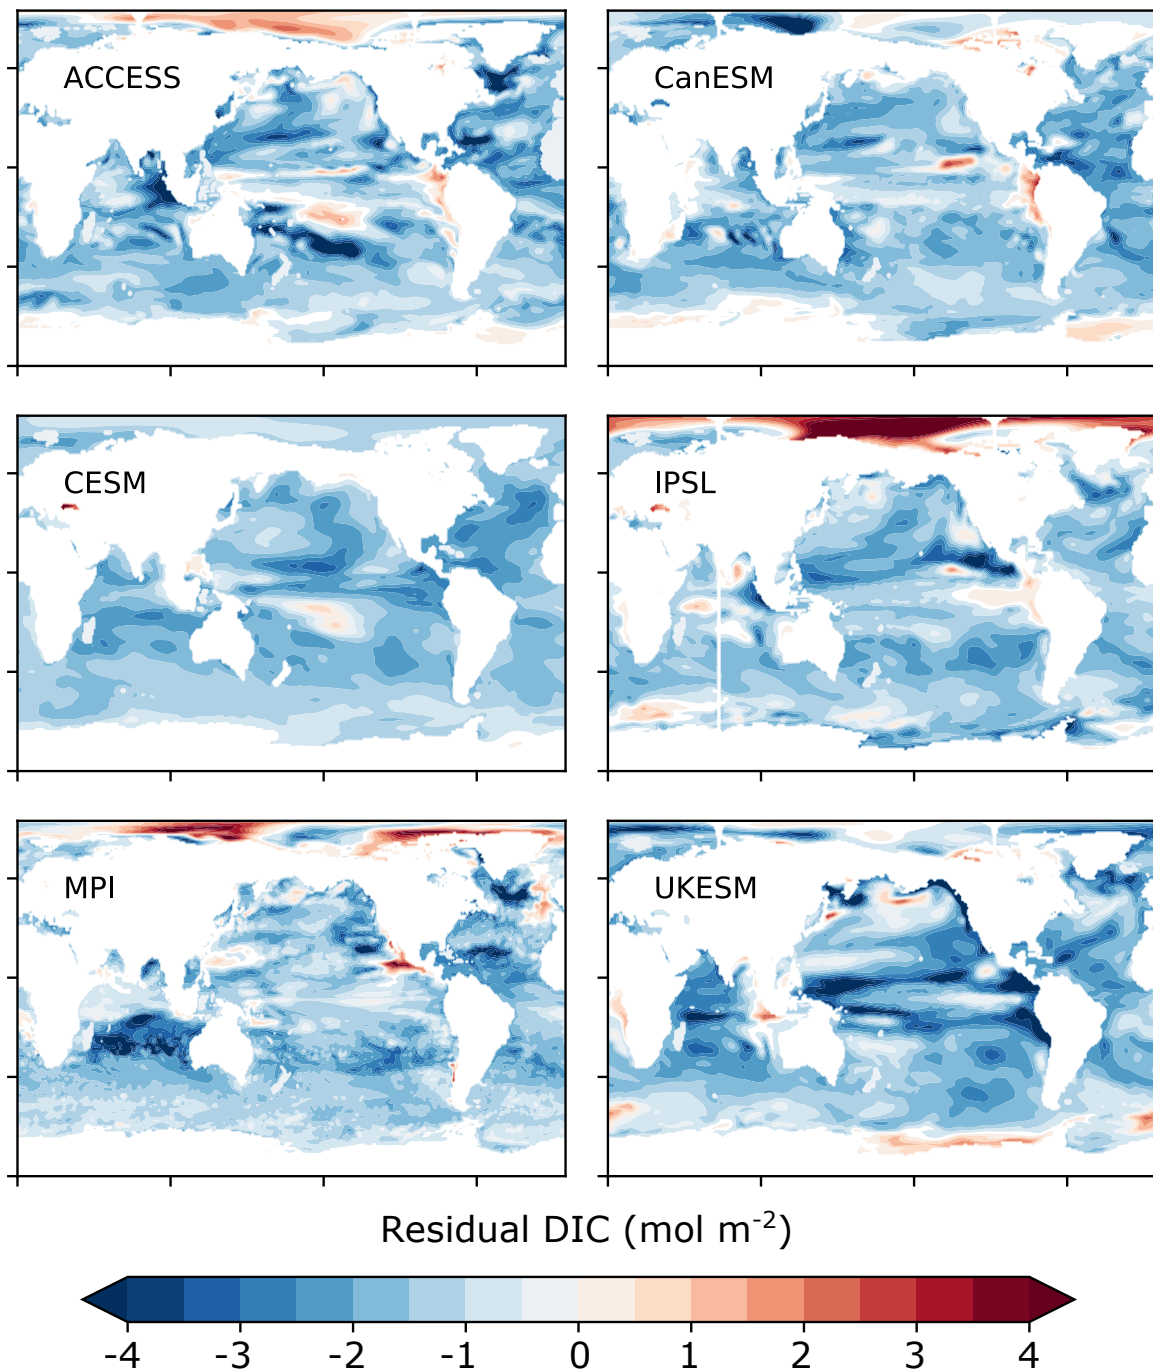 ACCESS
CanESM
CESM
IPSL
MPI
UKESM
Residual DIC (mol m⁻²)
-4 -3 -2 -1 0 1 2 3 4